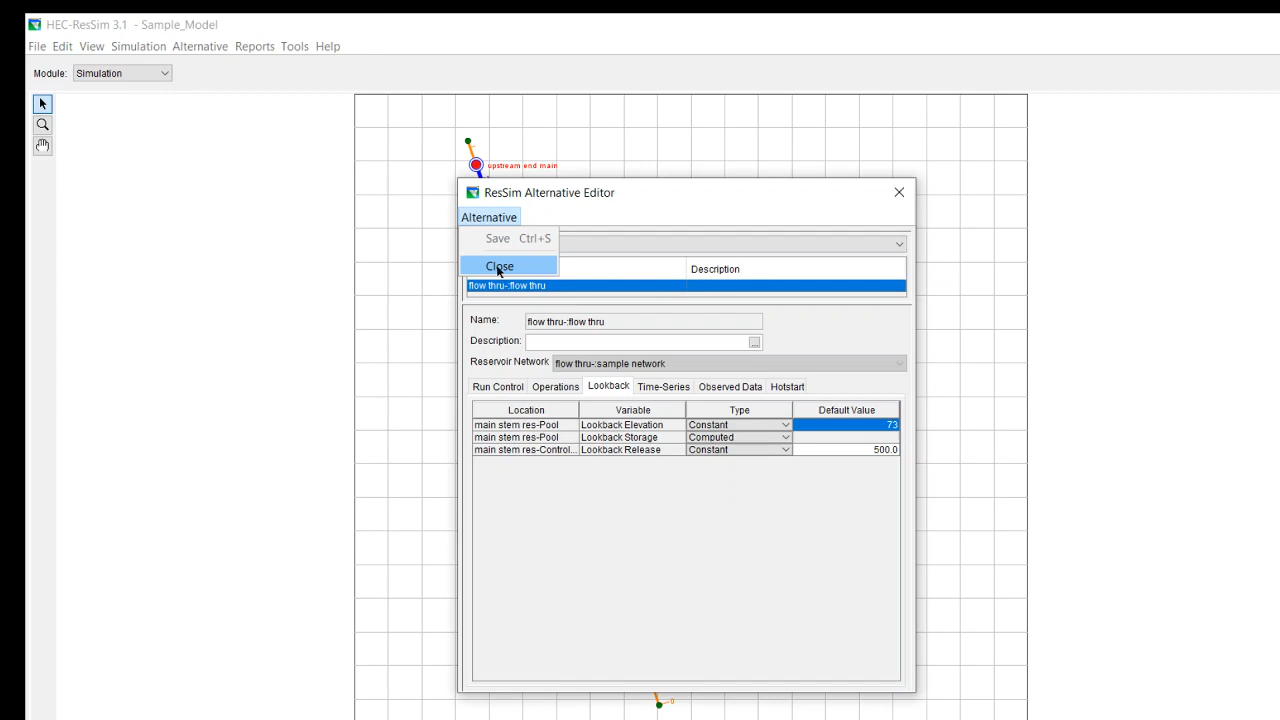 HEC-ResSim 3.1 - Sample_Model
File Edit View Simulation Alternative Reports Tools Help
Module: Simulation
upstream end main
ResSim Alternative Editor
Alternative
Save Ctrl+S
Close
Description
flow thru-:flow thru
Name: flow thru-:flow thru
Description: ...
Reservoir Network flow thru-:sample network
Run Control Operations Lookback Time-Series Observed Data Hotstart
Location Variable Type Default Value
main stem res-Pool Lookback Elevation Constant 73
main stem res-Pool Lookback Storage Computed
main stem res-Control... Lookback Release Constant 500.0
0